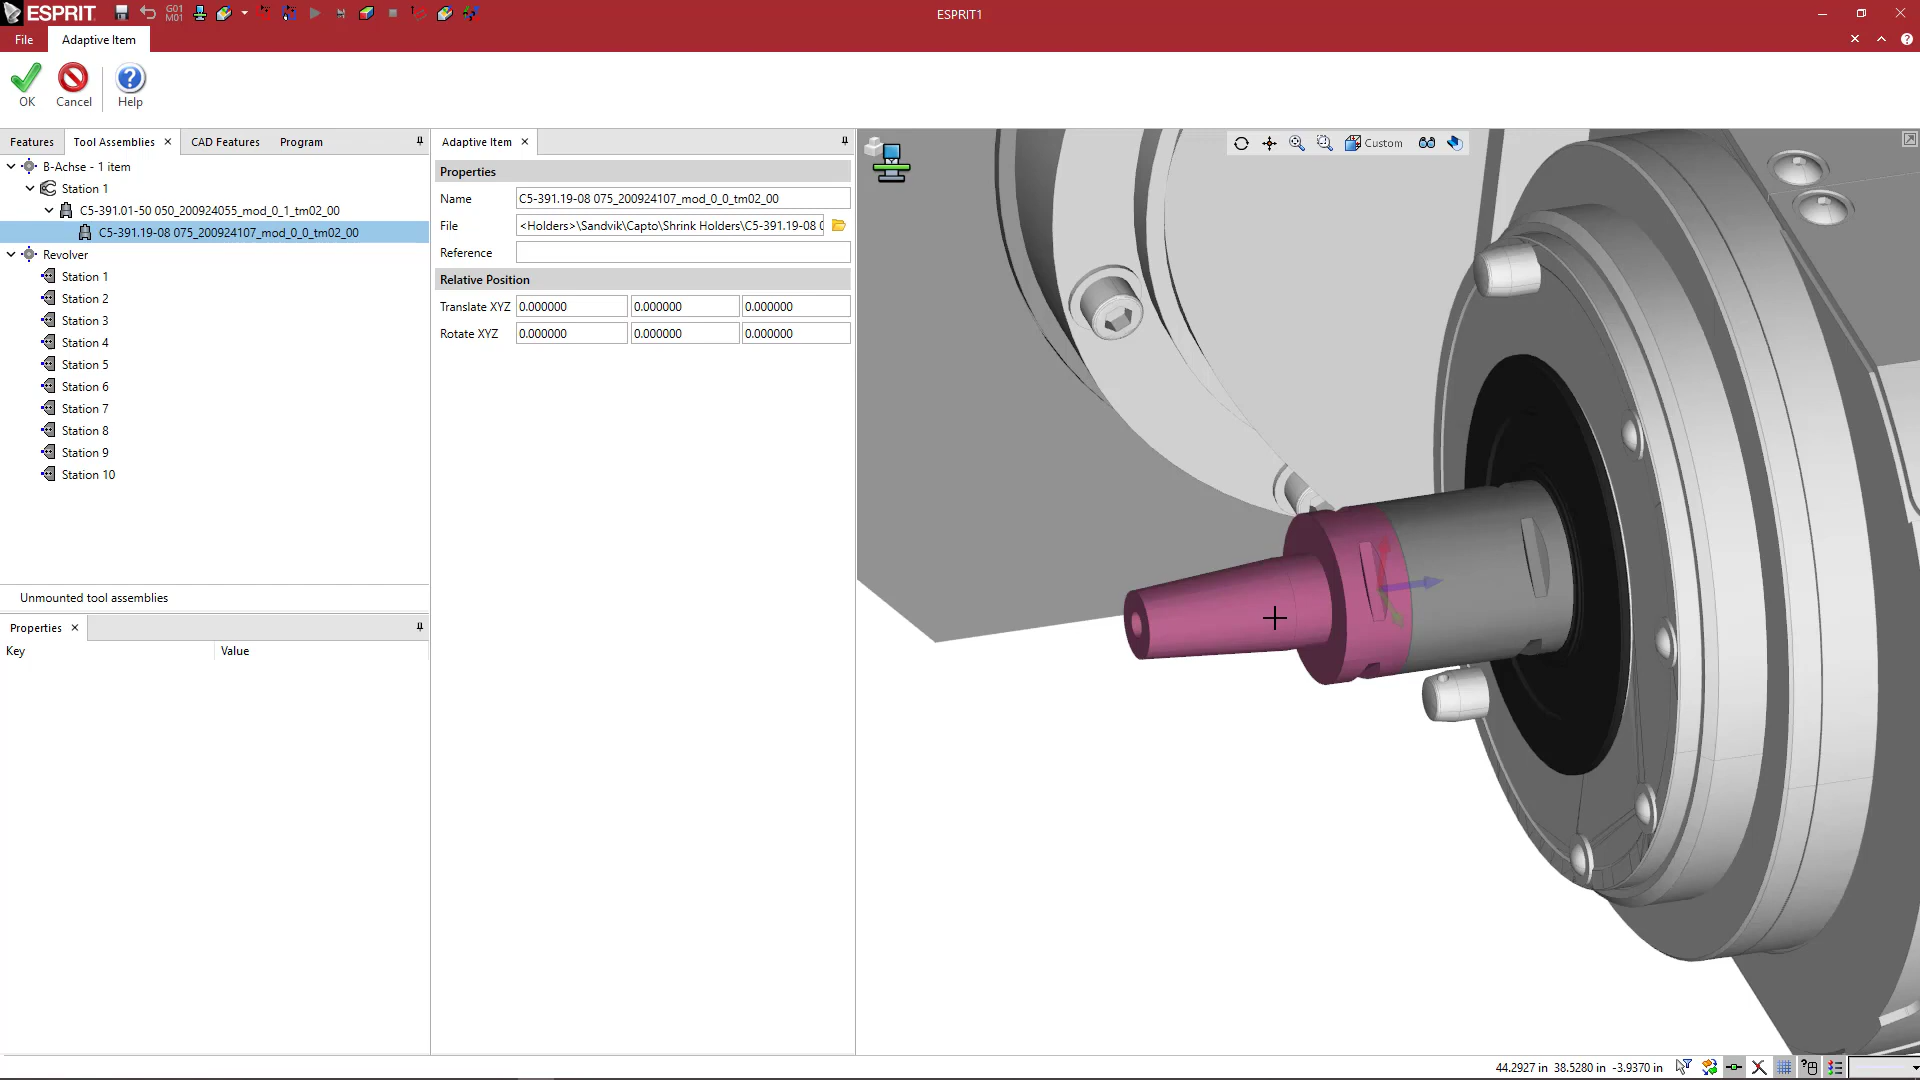 ESPRIT
G01
M01
ESPRIT1
File
Adaptive Item
OK
Cancel
Help
Features
Tool Assemblies
CAD Features
Program
B-Achse - 1 item
Station 1
C5-391.01-50 050_200924055_mod_0_1_tm02_00
C5-391.19-08 075_200924107_mod_0_0_tm02_00
Revolver
Station 1
Station 2
Station 3
Station 4
Station 5
Station 6
Station 7
Station 8
Station 9
Station 10
Unmounted tool assemblies
Properties
Key
Value
Adaptive Item
Properties
Name C5-391.19-08 075_200924107_mod_0_0_tm02_00
File <Holders>\Sandvik\Capto\Shrink Holders\C5-391.19-08
Reference
Relative Position
Translate XYZ 0.000000 0.000000 0.000000
Rotate XYZ 0.000000 0.000000 0.000000
Custom
44.2927 in 38.5280 in -3.9370 in